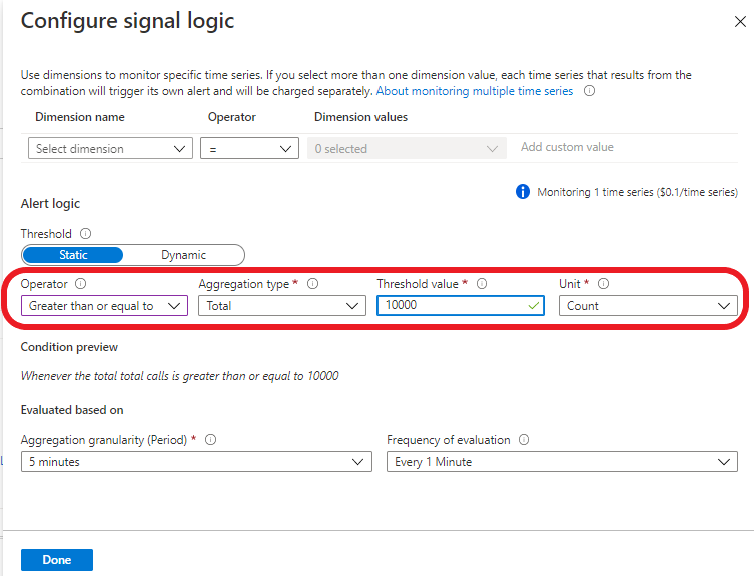 Configure signal logic
Use dimensions to monitor specific time series. If you select more than one dimension value, each time series that results from the
combination will trigger its own alert and will be charged separately. About monitoring multiple time series
Dimension name Operator Dimension values
Select dimension = 0 selected Add custom value
Monitoring 1 time series ($0.1/time series)
Alert logic
Threshold
Static Dynamic
Operator Aggregation type * Threshold value * Unit *
Greater than or equal to Total 10000 Count
Condition preview
Whenever the total total calls is greater than or equal to 10000
Evaluated based on
Aggregation granularity (Period) * Frequency of evaluation
5 minutes Every 1 Minute
Done